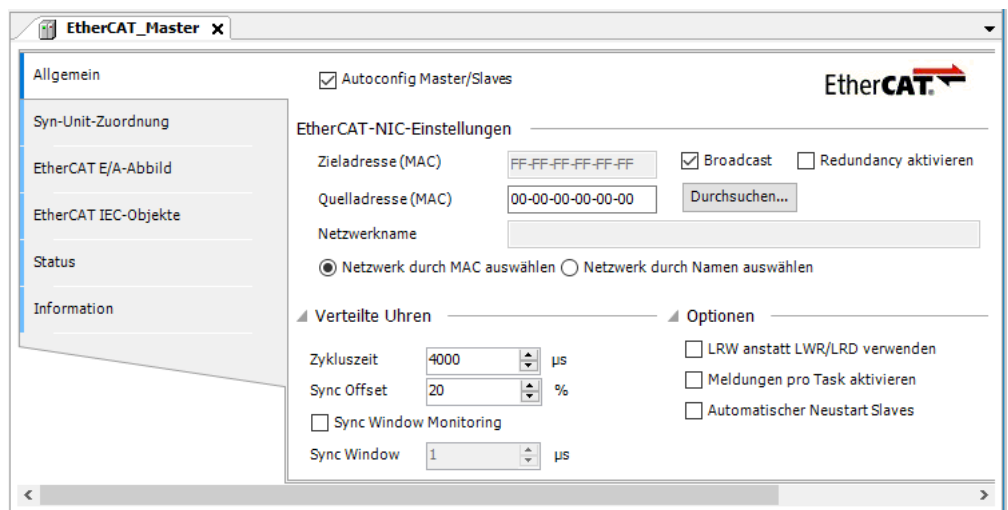 EtherCAT_Master x
Allgemein
Syn-Unit-Zuordnung
EtherCAT E/A-Abbild
EtherCAT IEC-Objekte
Status
Information
Autoconfig Master/Slaves
EtherCAT.
EtherCAT-NIC-Einstellungen
Zieladresse (MAC) FF-FF-FF-FF-FF-FF Broadcast Redundancy aktivieren
Quelladresse (MAC) 00-00-00-00-00-00 Durchsuchen...
Netzwerkname
Netzwerk durch MAC auswählen Netzwerk durch Namen auswählen
Verteilte Uhren
Zykluszeit 4000 µs
Sync Offset 20 %
Sync Window Monitoring
Sync Window 1 µs
Optionen
LRW anstatt LWR/LRD verwenden
Meldungen pro Task aktivieren
Automatischer Neustart Slaves